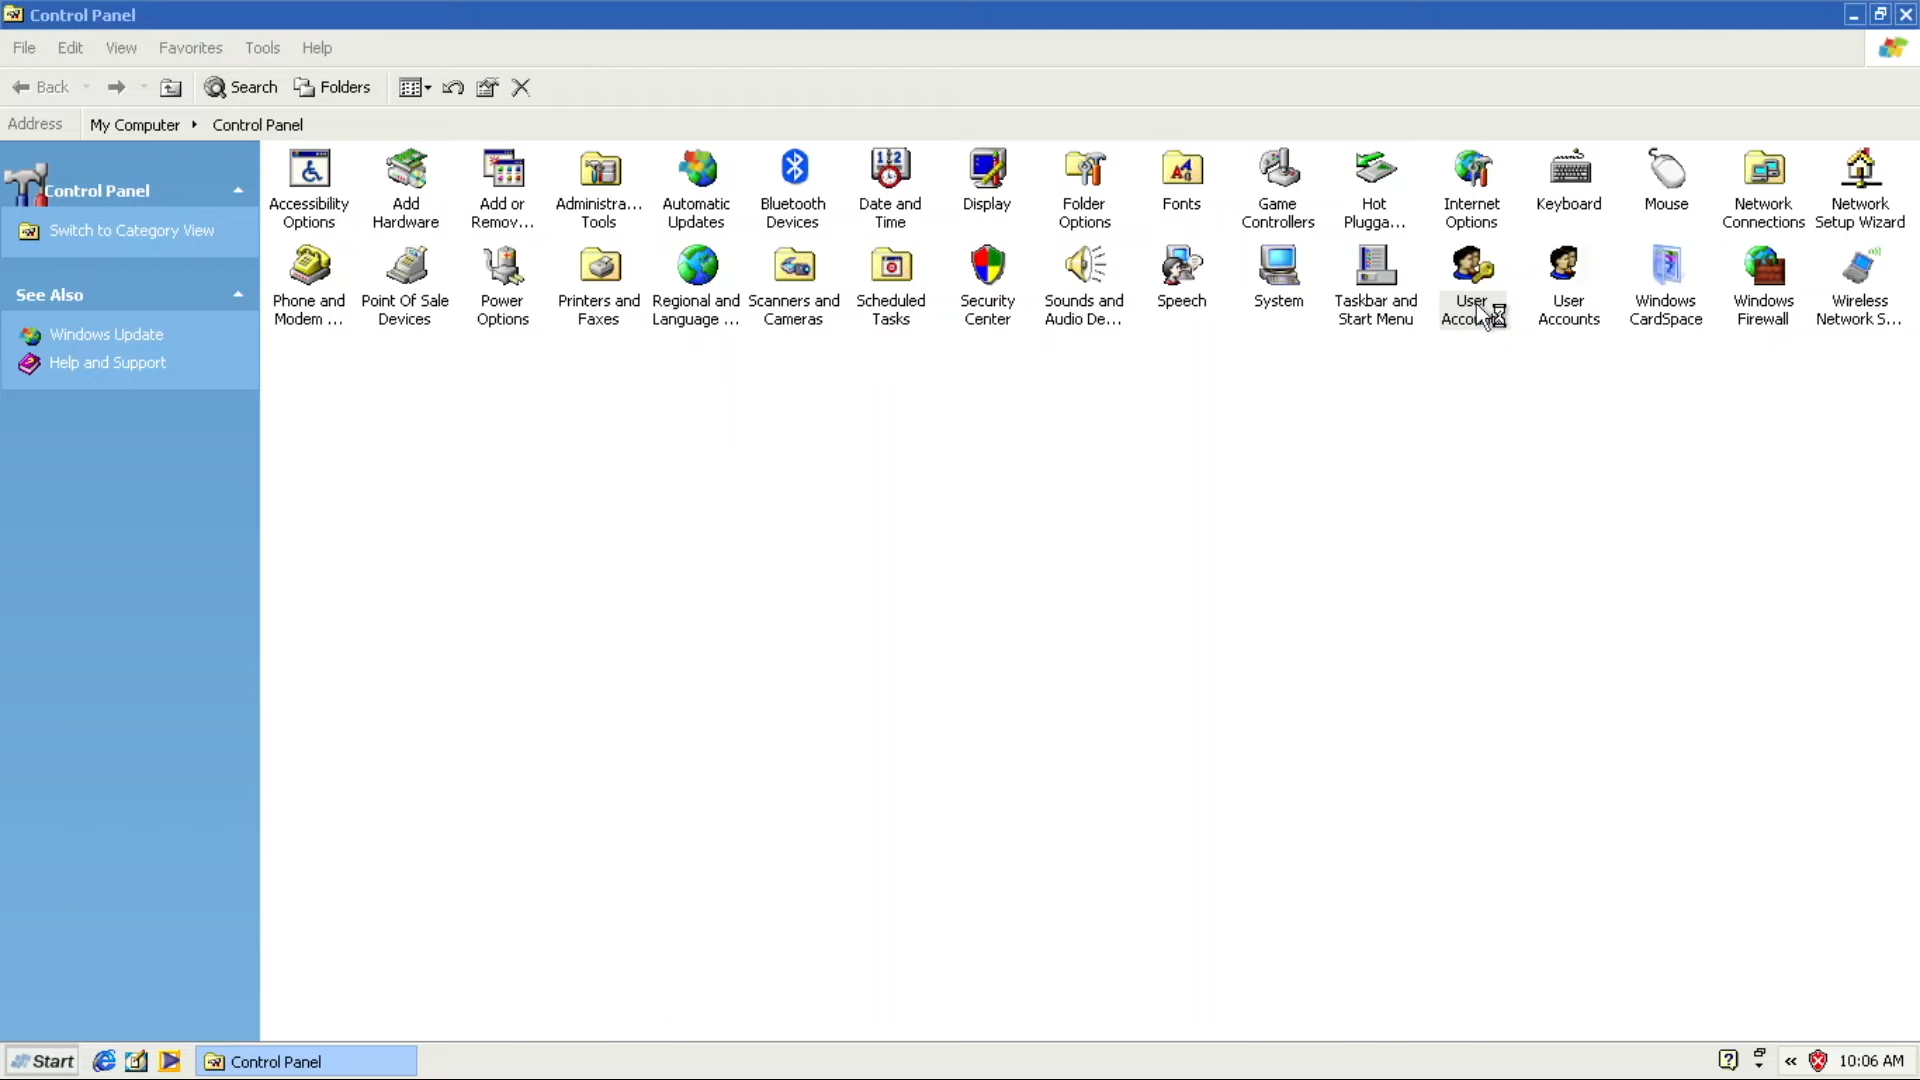 Control Panel
File Edit View Favorites Tools Help
Back Search Folders
Address My Computer Control Panel
Control Panel
Switch to Category View
See Also
Windows Update
Help and Support
Accessibility Options
Add Hardware
Add or Remov...
Administra... Tools
Automatic Updates
Bluetooth Devices
Date and Time
Display
Folder Options
Fonts
Game Controllers
Hot Plugga...
Internet Options
Keyboard
Mouse
Network Connections
Network Setup Wizard
Phone and Modem ...
Point Of Sale Devices
Power Options
Printers and Faxes
Regional and Language ...
Scanners and Cameras
Scheduled Tasks
Security Center
Sounds and Audio De...
Speech
System
Taskbar and Start Menu
User
User Accounts
Windows CardSpace
Windows Firewall
Wireless Network S...
Start Control Panel 10:06 AM